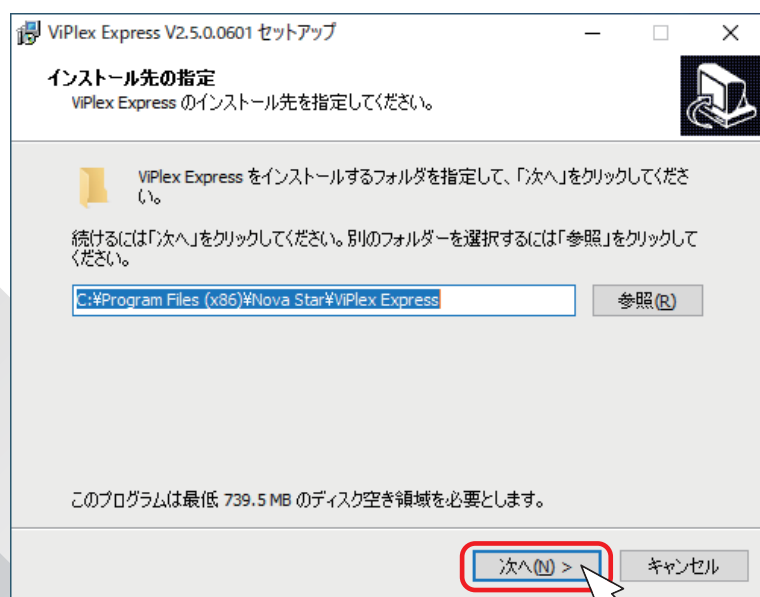 ViPlex Express V2.5.0.0601 セットアップ
インストール先の指定
ViPlex Express のインストール先を指定してください。
ViPlex Express をインストールするフォルダを指定して、「次へ」をクリックしてくださ
い。
続けるには「次へ」をクリックしてください。別のフォルダーを選択するには「参照」をクリックして
ください。
C:¥Program Files (x86)¥Nova Star¥ViPlex Express
参照(R)
このプログラムは最低 739.5 MB のディスク空き領域を必要とします。
次へ(N) >
キャンセル